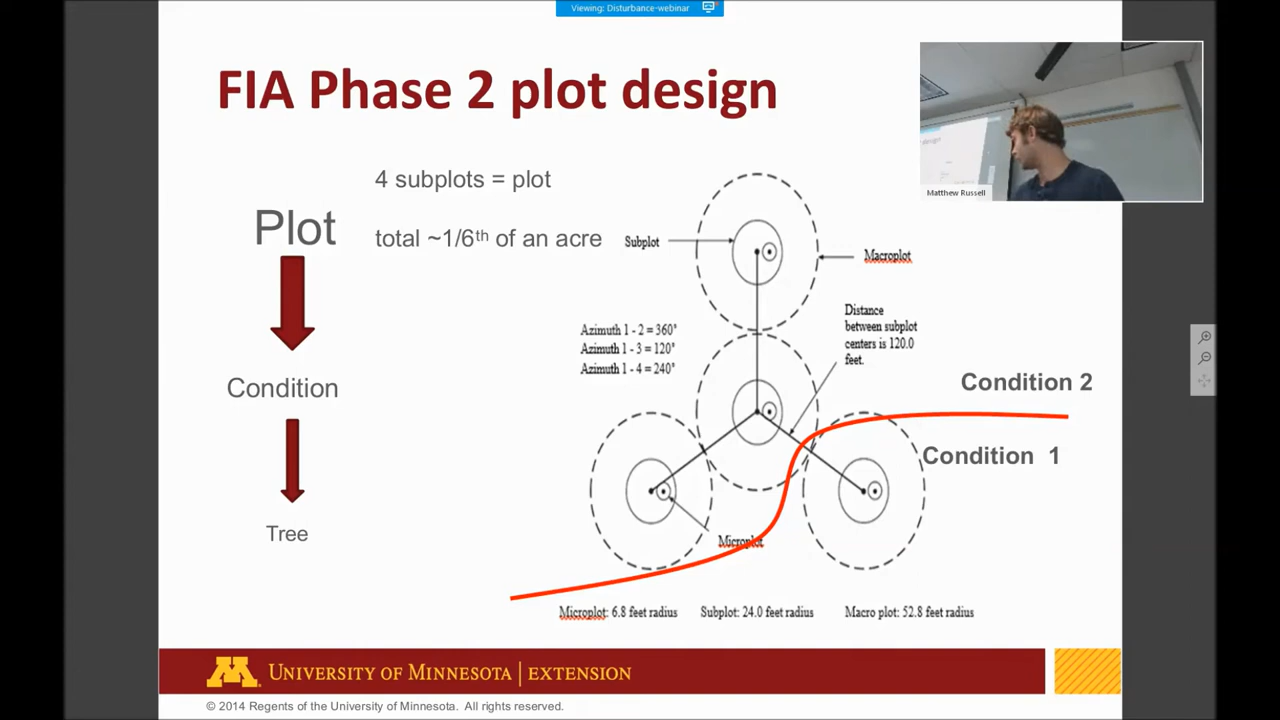 Viewing: Disturbance-webinar
FIA Phase 2 plot design
Matthew Russell
4 subplots = plot
Plot
total ~1/6th of an acre
Subplot
Macroplot
Distance
between subplot
centers is 120.0
feet.
Azimuth 1 - 2 = 360°
Azimuth 1 - 3 = 120°
Azimuth 1 - 4 = 240°
Condition
Condition 2
Condition 1
Tree
Microplot
Microplot: 6.8 feet radius
Subplot: 24.0 feet radius
Macro plot: 52.8 feet radius
M UNIVERSITY OF MINNESOTA | EXTENSION
© 2014 Regents of the University of Minnesota. All rights reserved.